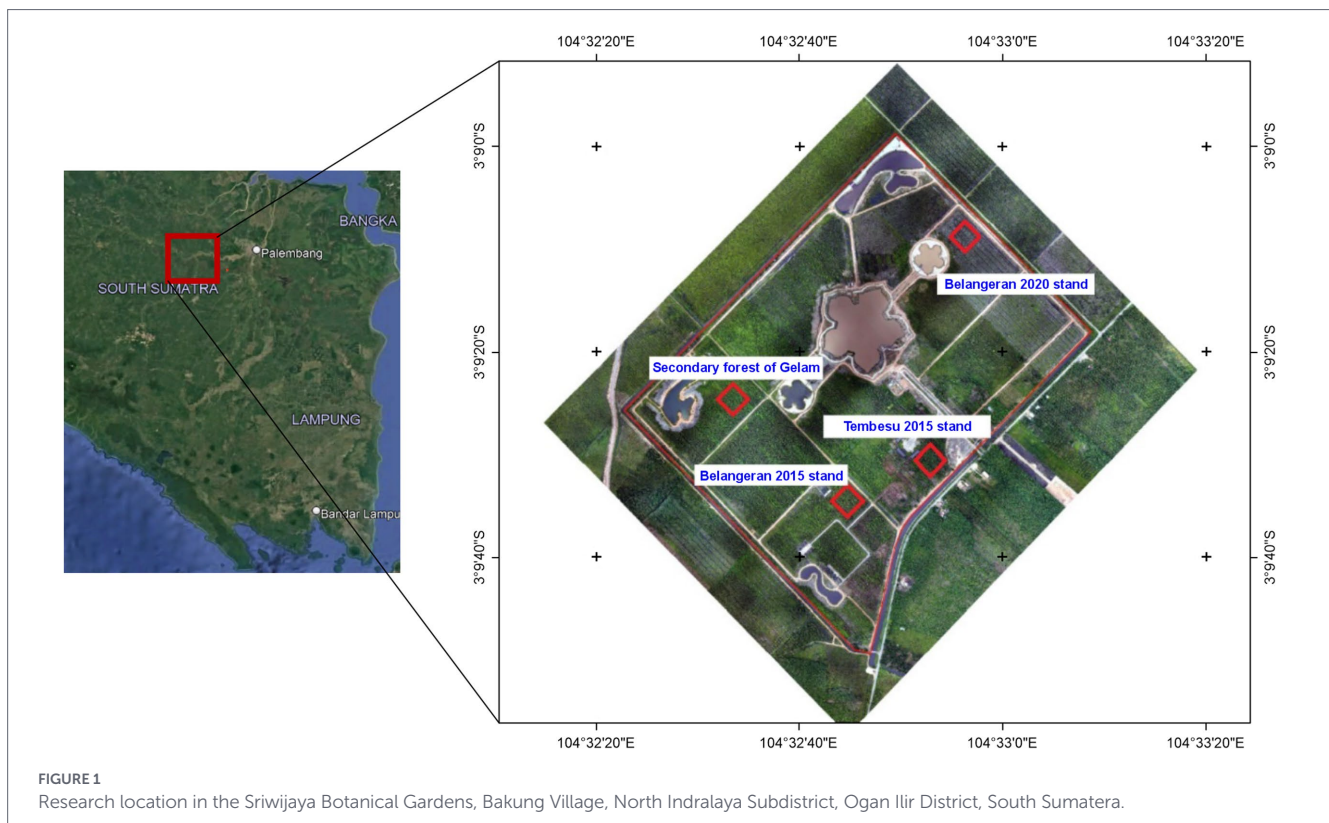 104°32'20"E 104°32'40"E 104°33'0"E 104°33'20"E
3°9'0"S
3°9'0"S
BANGKA
Palembang
SOUTH SUMATRA
Belangeran 2020 stand
3°9'20"S
3°9'20"S
Secondary forest of Gelam
LAMPUNG
Tembesu 2015 stand
Belangeran 2015 stand
Bandar Lampu
3°9'40"S
3°9'40"S
104°32'20"E 104°32'40"E 104°33'0"E 104°33'20"E
FIGURE 1
Research location in the Sriwijaya Botanical Gardens, Bakung Village, North Indralaya Subdistrict, Ogan Ilir District, South Sumatera.